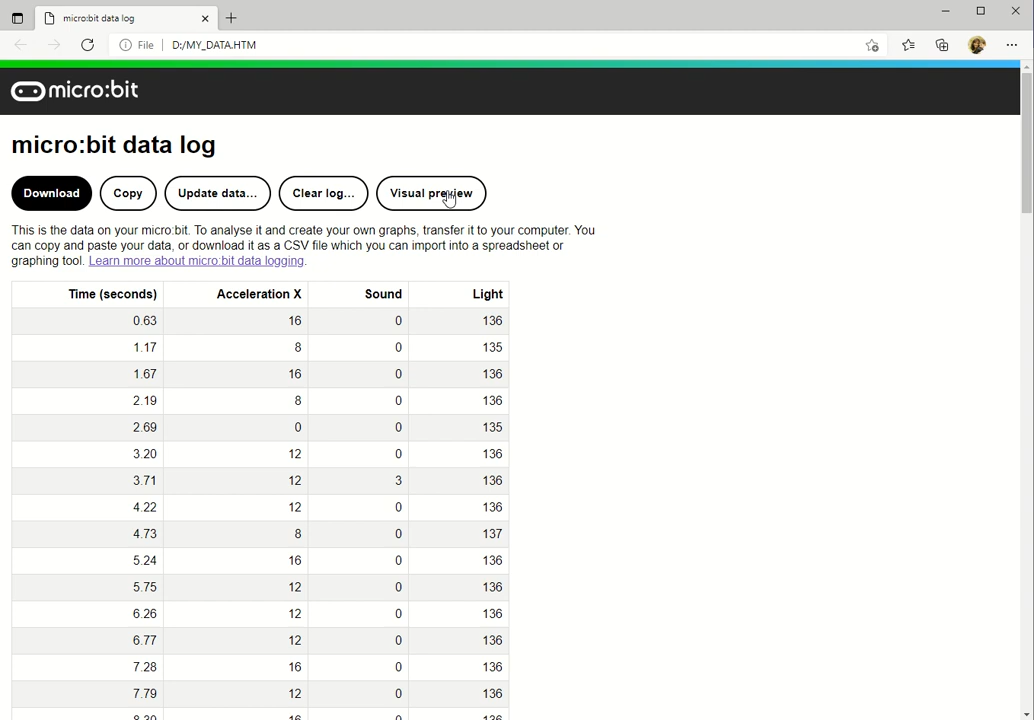 micro:bit data log
File
D:/MY_DATA.HTM
micro:bit
micro:bit data log
Download
Copy
Update data...
Clear log...
Visual preview
This is the data on your micro:bit. To analyse it and create your own graphs, transfer it to your computer. You
can copy and paste your data, or download it as a CSV file which you can import into a spreadsheet or
graphing tool. Learn more about micro:bit data logging.
Time (seconds) Acceleration X Sound Light
0.63 16 0 136
1.17 8 0 135
1.67 16 0 136
2.19 8 0 136
2.69 0 0 135
3.20 12 0 136
3.71 12 3 136
4.22 12 0 136
4.73 8 0 137
5.24 16 0 136
5.75 12 0 136
6.26 12 0 136
6.77 12 0 136
7.28 16 0 136
7.79 12 0 136
8.30 16 0 136